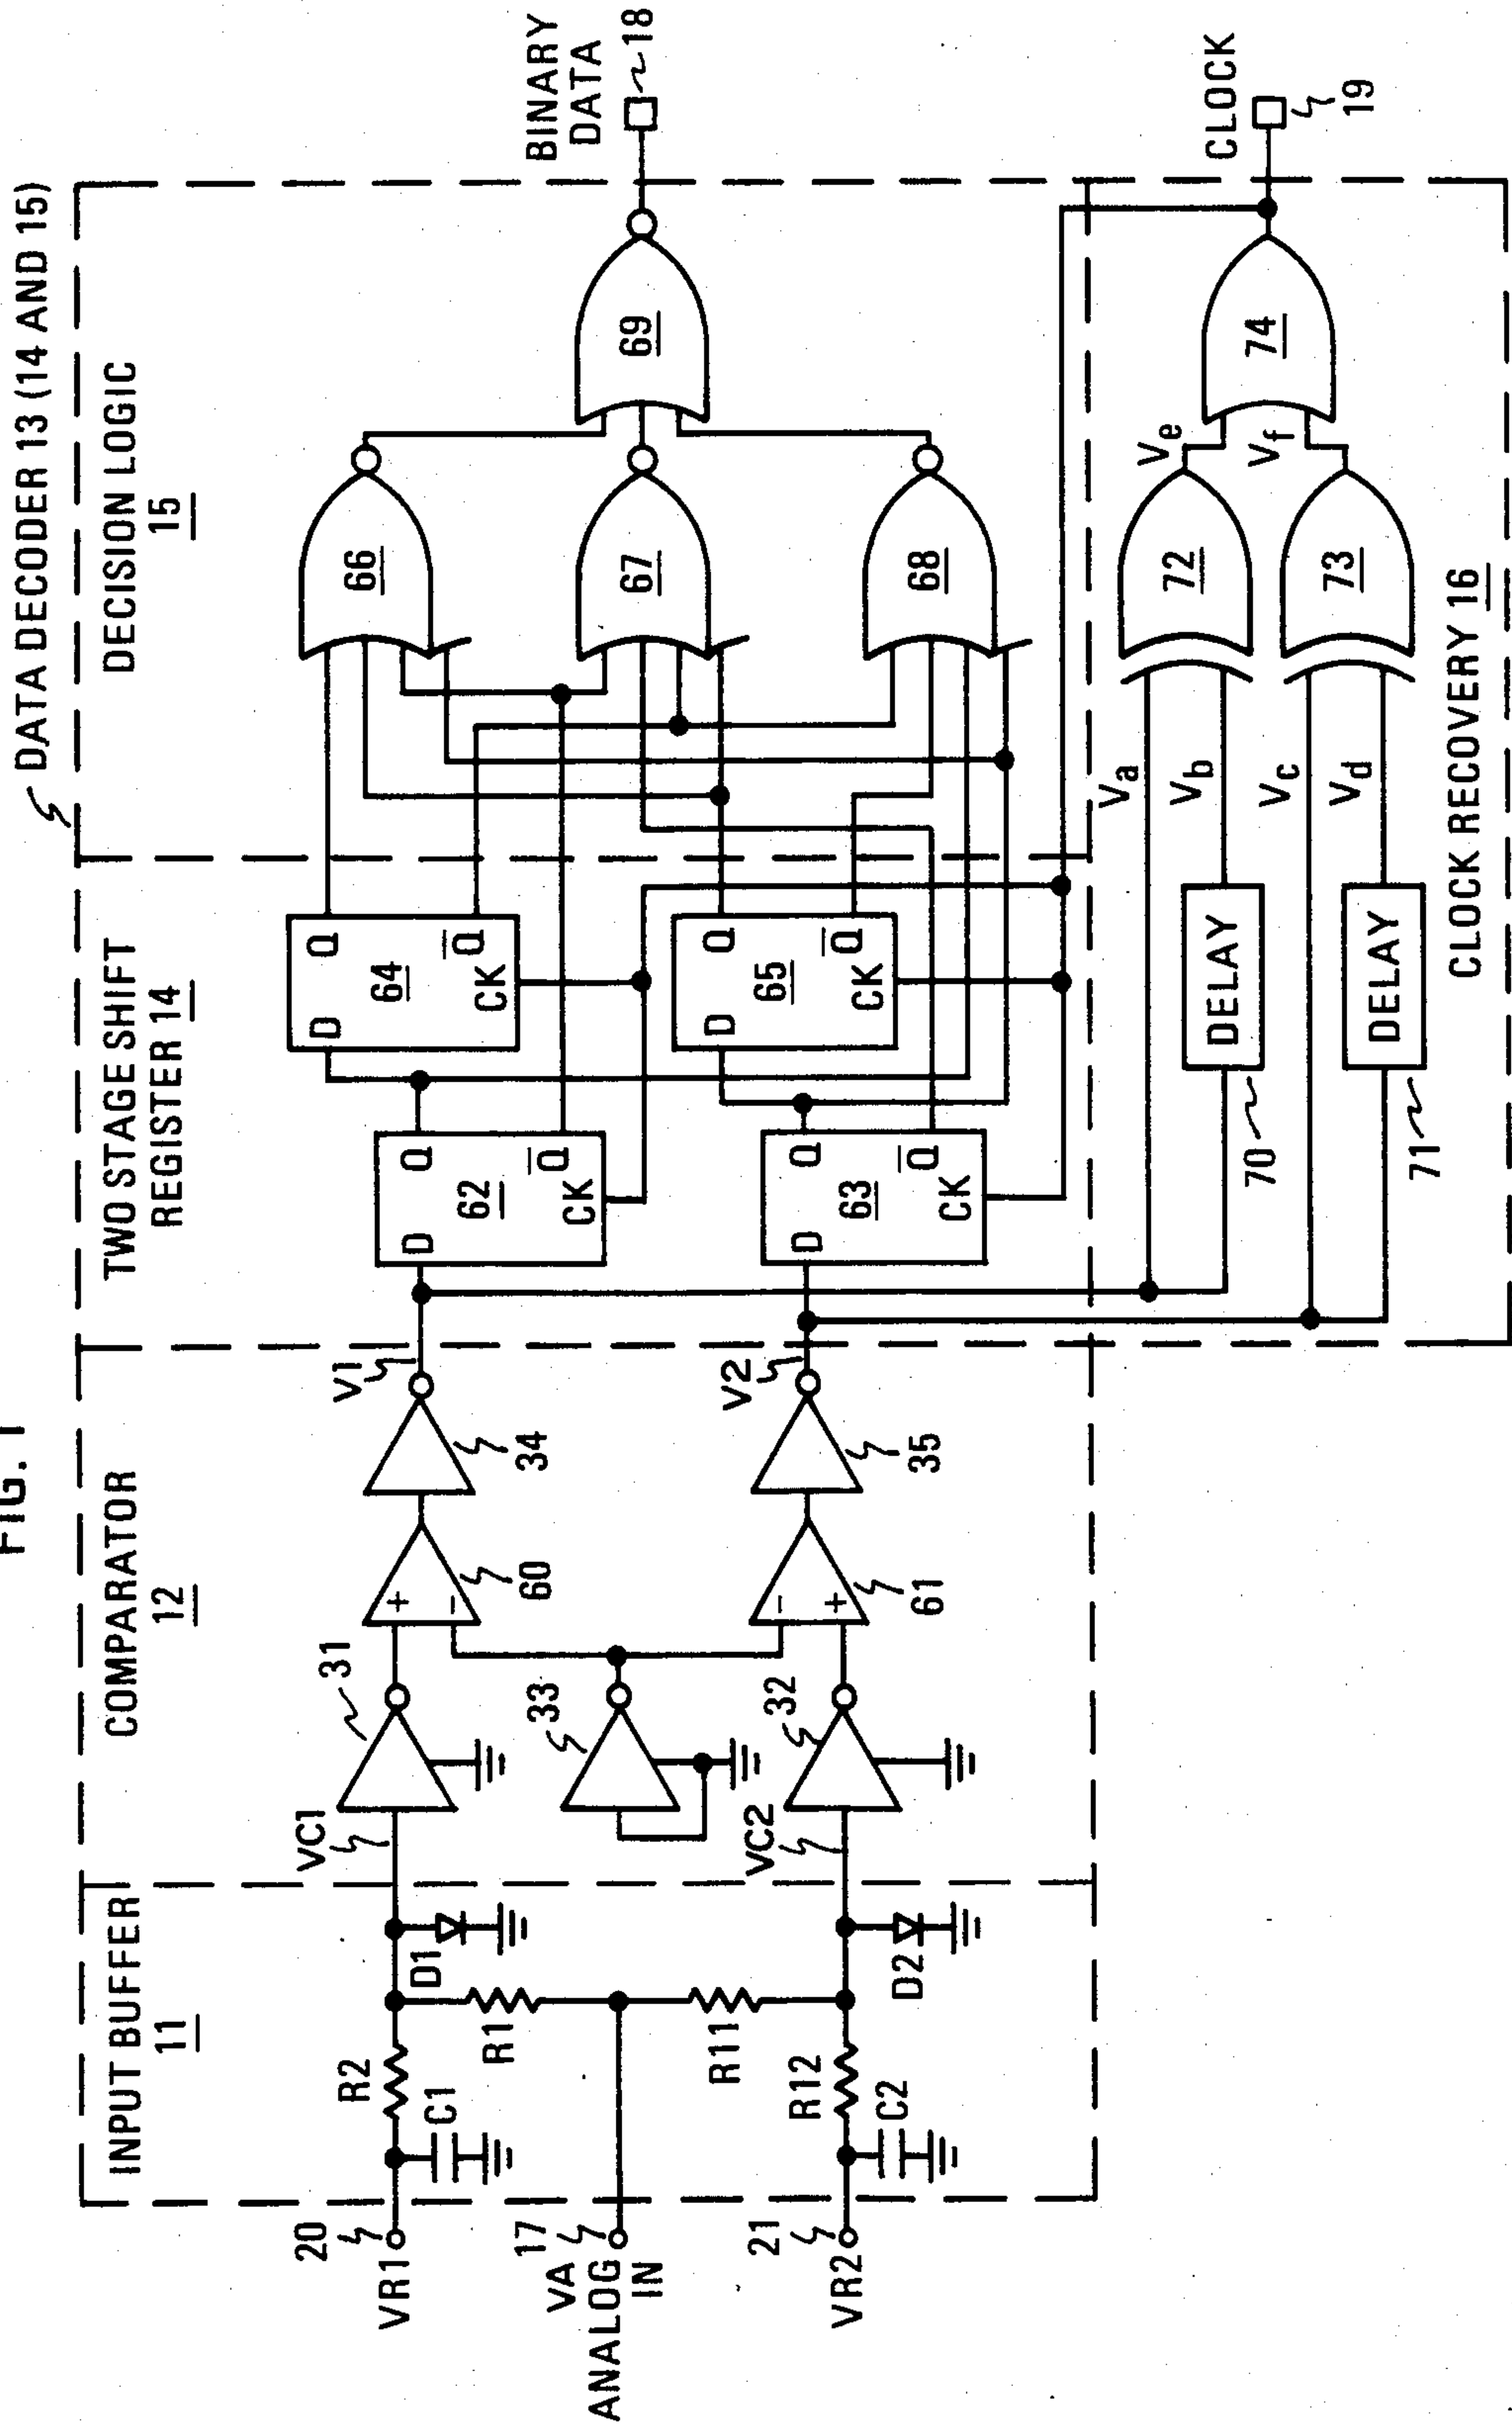 FIG. 1
DATA DECODER 13 (14 AND 15)
INPUT BUFFER
11
COMPARATOR
12
TWO STAGE SHIFT
REGISTER 14
DECISION LOGIC
15
20
VR1
17
VA
ANALOG
IN
21
VR2
R2
C1
R1
D1
R11
R12
C2
D2
VC1
31
33
VC2
32
+
-
60
-
+
61
34
35
V1
V2
D
Q
62
Q
CK
D
Q
63
Q
CK
D
Q
64
Q
CK
D
Q
65
Q
CK
66
67
68
69
BINARY
DATA
18
Va
Vb
Vc
Vd
DELAY
70
DELAY
71
72
73
Ve
Vf
74
CLOCK
19
CLOCK RECOVERY 16